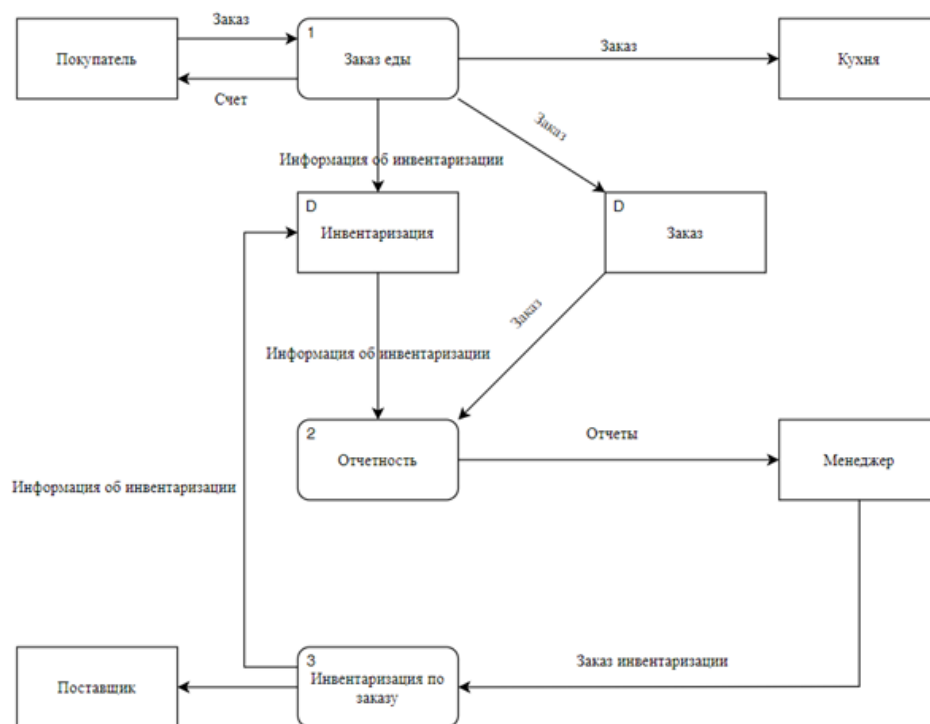 Заказ
1
Покупатель
Заказ еды
Заказ
Кухня
Счет
Заказ
Информация об инвентаризации
D
Инвентаризация
D
Заказ
Заказ
Информация об инвентаризации
2
Отчетность
Отчеты
Менеджер
Информация об инвентаризации
3
Поставщик
Инвентаризация по
заказу
Заказ инвентаризации